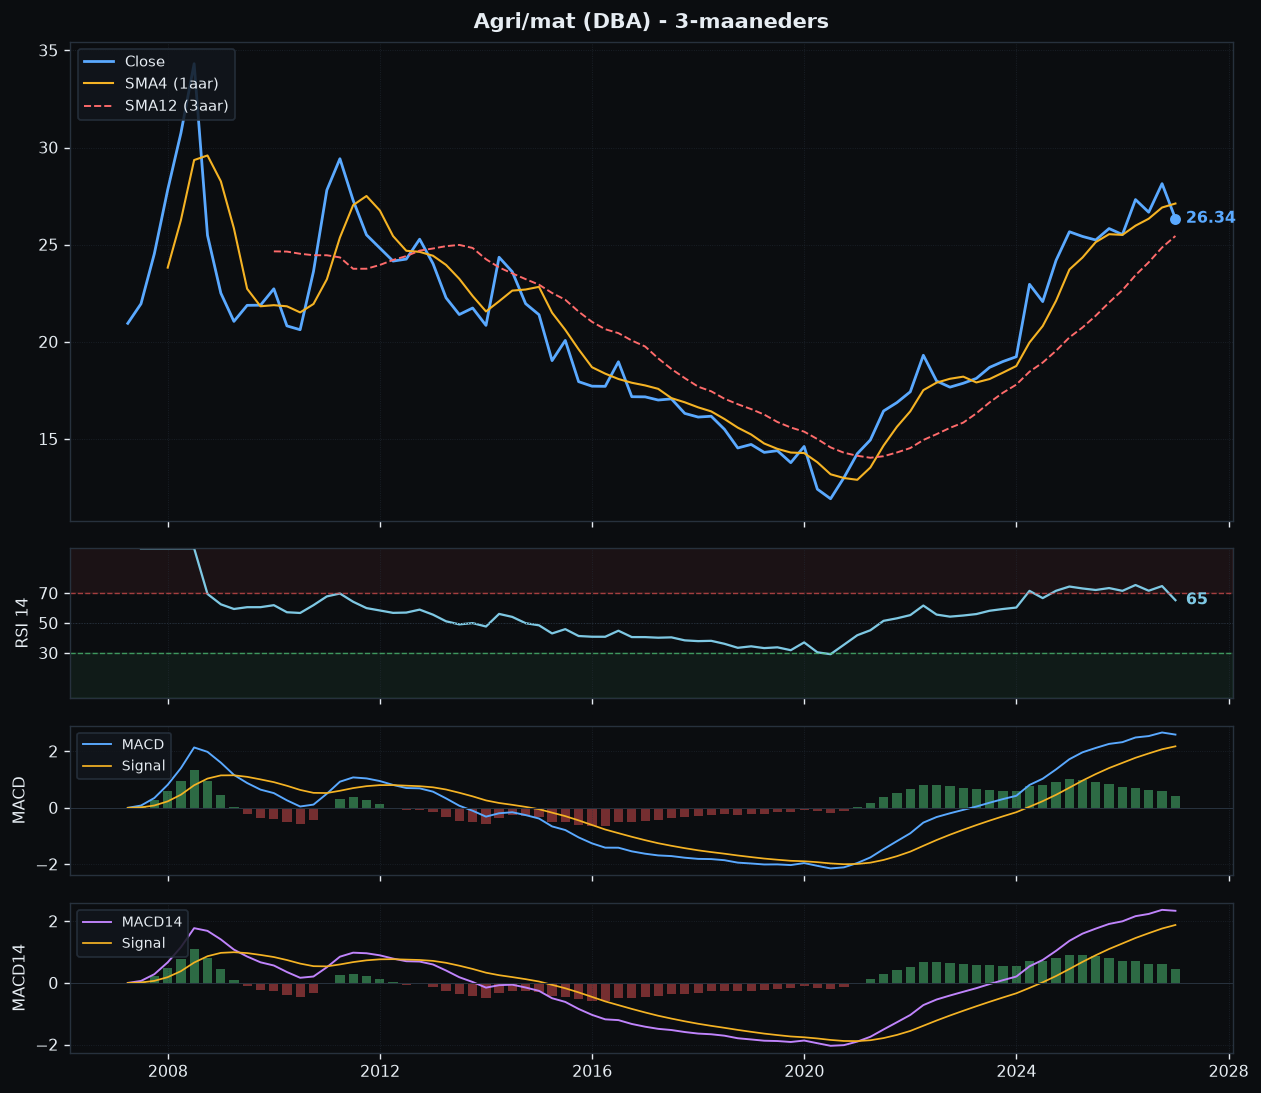 Agri/mat (DBA) - 3-maaneders
35
30
25
20
15
Close
SMA4 (1aar)
SMA12 (3aar)
26.34
RSI 14
70
50
30
65
MACD
2
0
−2
MACD
Signal
MACD14
2
0
−2
MACD14
Signal
2008 2012 2016 2020 2024 2028